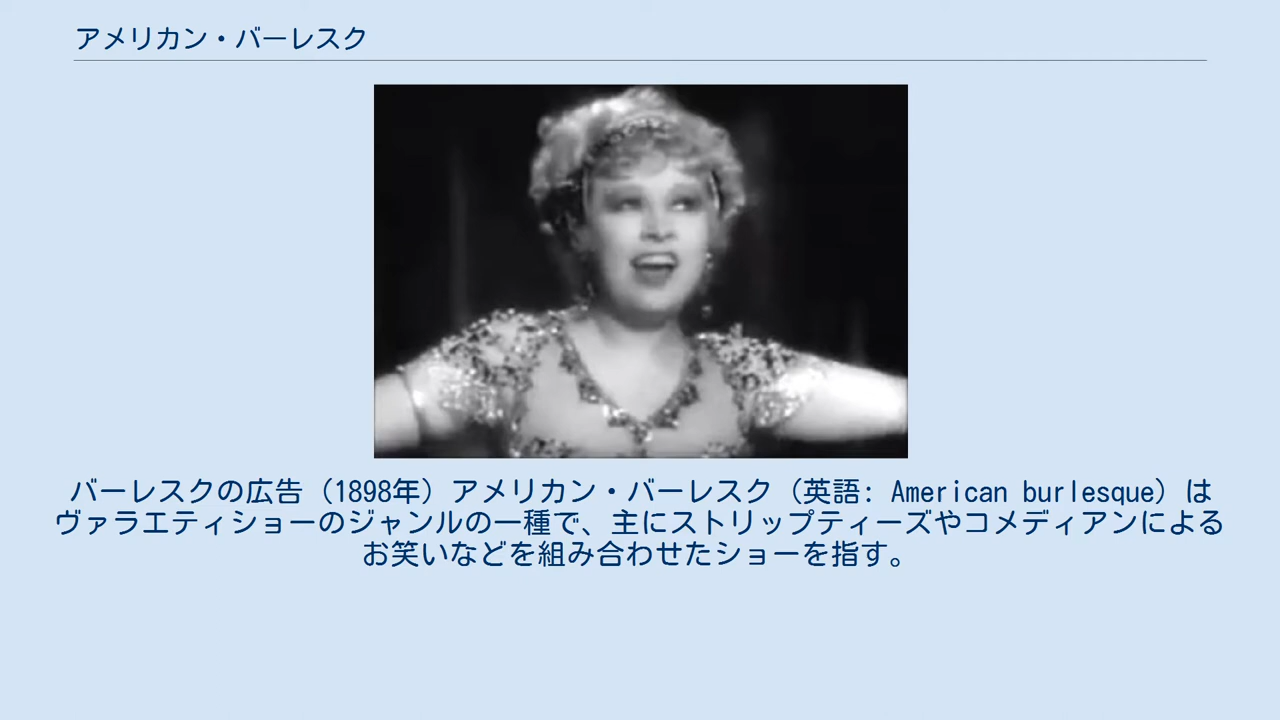 アメリカン・バーレスク
バーレスクの広告（1898年）アメリカン・バーレスク（英語: American burlesque）は
ヴァラエティショーのジャンルの一種で、主にストリップティーズやコメディアンによる
お笑いなどを組み合わせたショーを指す。